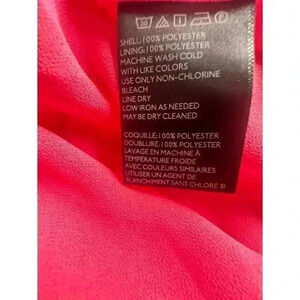 SHELL: 100% POLYESTER
LINING: 100% POLYESTER
MACHINE WASH COLD
WITH LIKE COLORS
USE ONLY NON-CHLORINE
BLEACH
LINE DRY
LOW IRON AS NEEDED
MAY BE DRY CLEANED
COQUILLE: 100% POLYESTER
DOUBLURE: 100% POLYESTER
LAVAGE EN MACHINE À
TEMPÉRATURE FROIDE
AVEC COULEURS SIMILAIRES
UTILISER UN AGENT DE
BLANCHIMENT SANS CHLORE SI